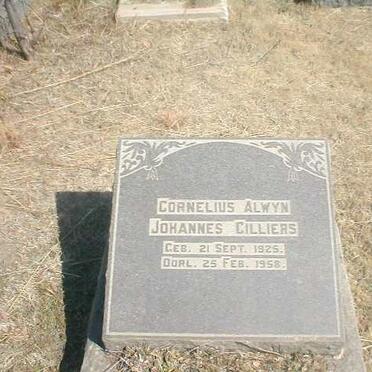 CORNELIUS ALWYN
JOHANNES CILLIERS
GEB. 21 SEPT. 1925.
OORL. 25 FEB. 1958.